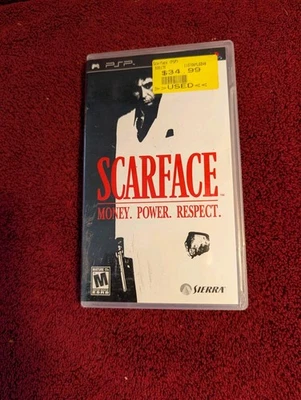 PSP
$34.99
USED
SCARFACE
MONEY. POWER. RESPECT.
M
SIERRA